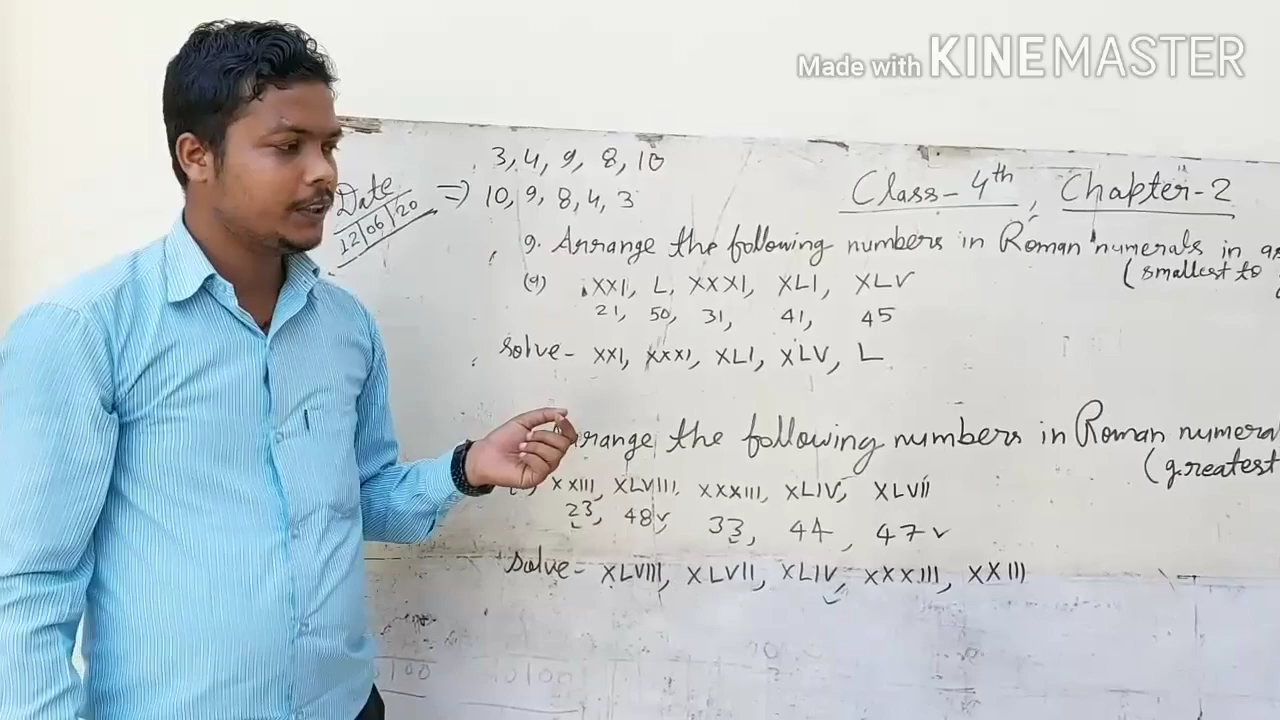 Made with KINEMASTER
3, 4, 9, 8, 10
Date
12/06/20
=) 10, 9, 8, 4, 3
Class-4th, Chapter-2
9. Arrange the following numbers in Roman numerals in
(smallest to
(a) XXI, L, XXXI, XLI, XLV
21, 50, 31, 41, 45
Solve- XXI, XXXI, XLI, XLV, L
the following numbers in Roman
(greatest
XXIII, XLVIII, XXXIII, XLIV, XLVII
23, 48, 33, 44, 47
Solve- XLVIII, XLVII, XLIV, XXXIII, XXIII